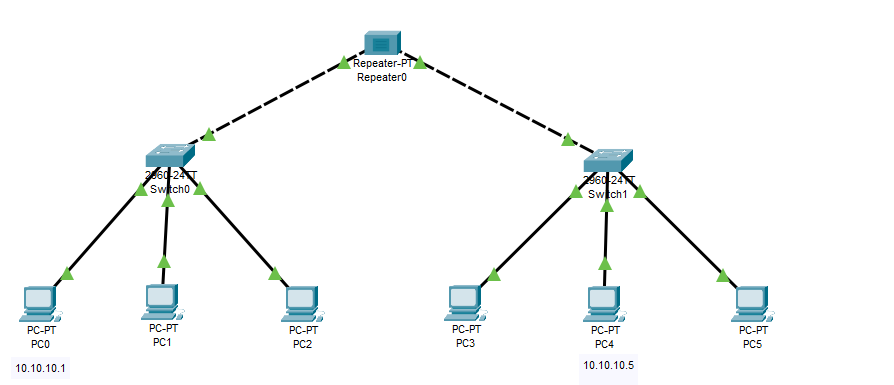 Repeater-PT
Repeater0
2960-24TT
Switch0
2960-24TT
Switch1
PC-PT
PC0
PC-PT
PC1
PC-PT
PC2
PC-PT
PC3
PC-PT
PC4
PC-PT
PC5
10.10.10.1
10.10.10.5